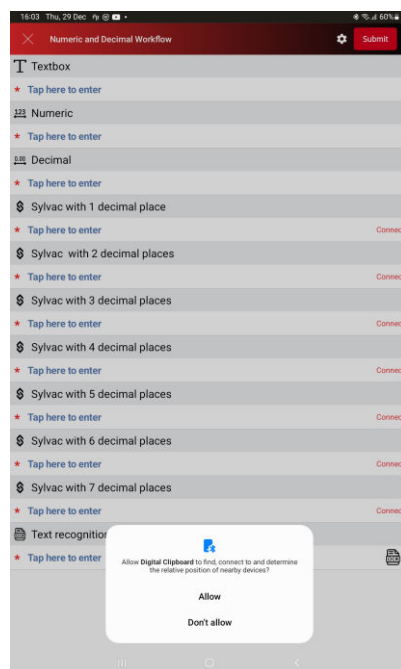 16:03 Thu, 29 Dec
60%
Numeric and Decimal Workflow
Submit
Textbox
* Tap here to enter
123 Numeric
* Tap here to enter
0.00 Decimal
* Tap here to enter
$ Sylvac with 1 decimal place
* Tap here to enter Connec
$ Sylvac with 2 decimal places
* Tap here to enter Connec
$ Sylvac with 3 decimal places
* Tap here to enter Connec
$ Sylvac with 4 decimal places
* Tap here to enter Connec
$ Sylvac with 5 decimal places
* Tap here to enter Connec
$ Sylvac with 6 decimal places
* Tap here to enter Connec
$ Sylvac with 7 decimal places
* Tap here to enter Connec
Text recognition
* Tap here to enter
Allow Digital Clipboard to find, connect to and determine
the relative position of nearby devices?
Allow
Don't allow